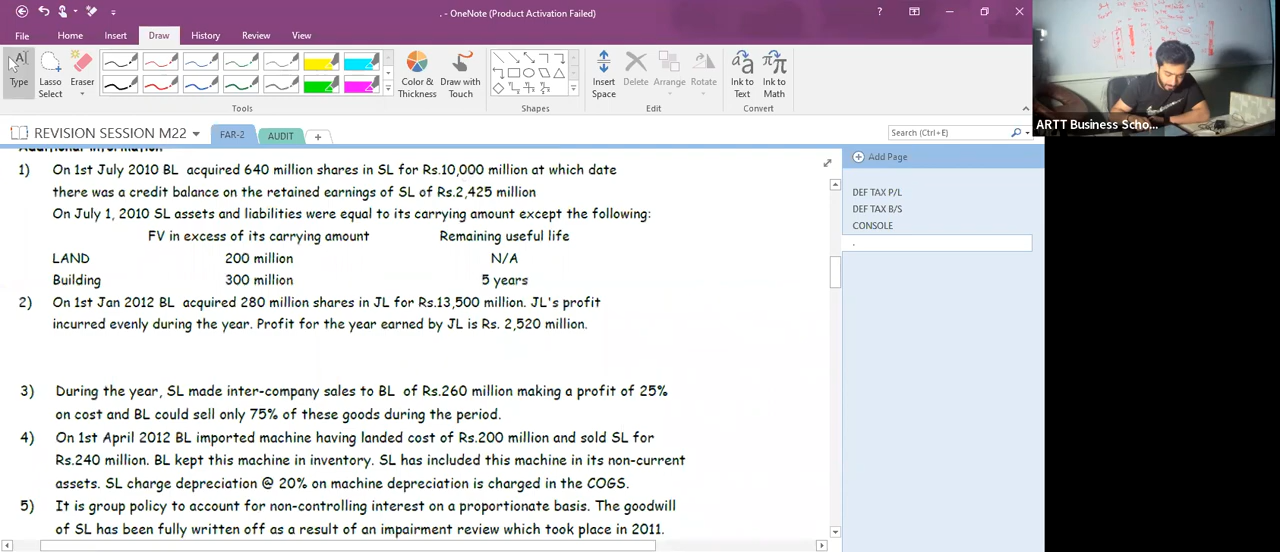 . - OneNote (Product Activation Failed)
File Home Insert Draw History Review View
Type
Lasso Select
Eraser
Color & Thickness
Draw with Touch
Insert Space
Delete
Arrange
Rotate
Ink to Text
Ink to Math
Tools Shapes Edit Convert
REVISION SESSION M22 FAR-2 AUDIT
Search (Ctrl+E)
ARTT Business Scho...
Add Page
DEF TAX P/L
DEF TAX B/S
CONSOLE
.
Additional information
1) On 1st July 2010 BL acquired 640 million shares in SL for Rs.10,000 million at which date
there was a credit balance on the retained earnings of SL of Rs.2,425 million
On July 1, 2010 SL assets and liabilities were equal to its carrying amount except the following:
FV in excess of its carrying amount Remaining useful life
LAND 200 million N/A
Building 300 million 5 years
2) On 1st Jan 2012 BL acquired 280 million shares in JL for Rs.13,500 million. JL's profit
incurred evenly during the year. Profit for the year earned by JL is Rs. 2,520 million.
3) During the year, SL made inter-company sales to BL of Rs.260 million making a profit of 25%
on cost and BL could sell only 75% of these goods during the period.
4) On 1st April 2012 BL imported machine having landed cost of Rs.200 million and sold SL for
Rs.240 million. BL kept this machine in inventory. SL has included this machine in its non-current
assets. SL charge depreciation @ 20% on machine depreciation is charged in the COGS.
5) It is group policy to account for non-controlling interest on a proportionate basis. The goodwill
of SL has been fully written off as a result of an impairment review which took place in 2011.